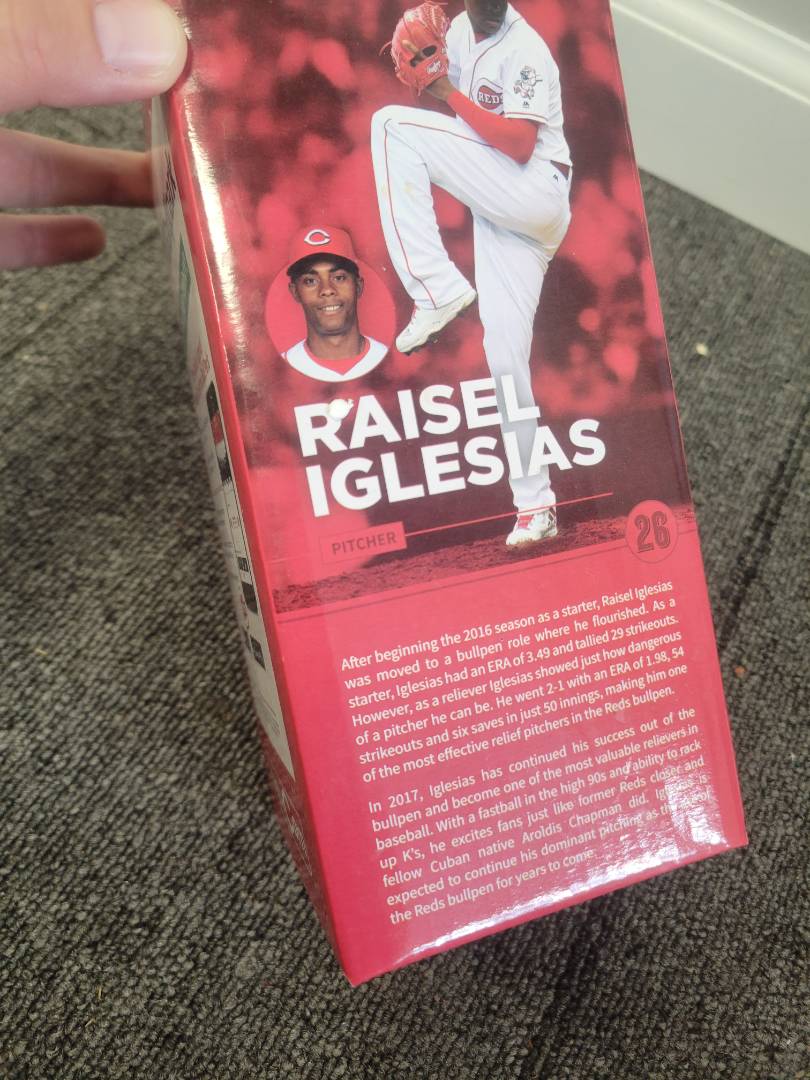 REDS
C
RAISEL
IGLESIAS
PITCHER
26
After beginning the 2016 season as a starter, Raisel Iglesias
was moved to a bullpen role where he flourished. As a
starter, Iglesias had an ERA of 3.49 and tallied 29 strikeouts.
However, as a reliever Iglesias showed just how dangerous
of a pitcher he can be. He went 2-1 with an ERA of 1.98, 54
strikeouts and six saves in just 50 innings, making him one
of the most effective relief pitchers in the Reds bullpen.
In 2017, Iglesias has continued his success out of the
bullpen and become one of the most valuable relievers in
baseball. With a fastball in the high 90s and ability to rack
up K's, he excites fans just like former Reds closer and
fellow Cuban native Aroldis Chapman did. Iglesias is
expected to continue his dominant pitching as the of
the Reds bullpen for years to come